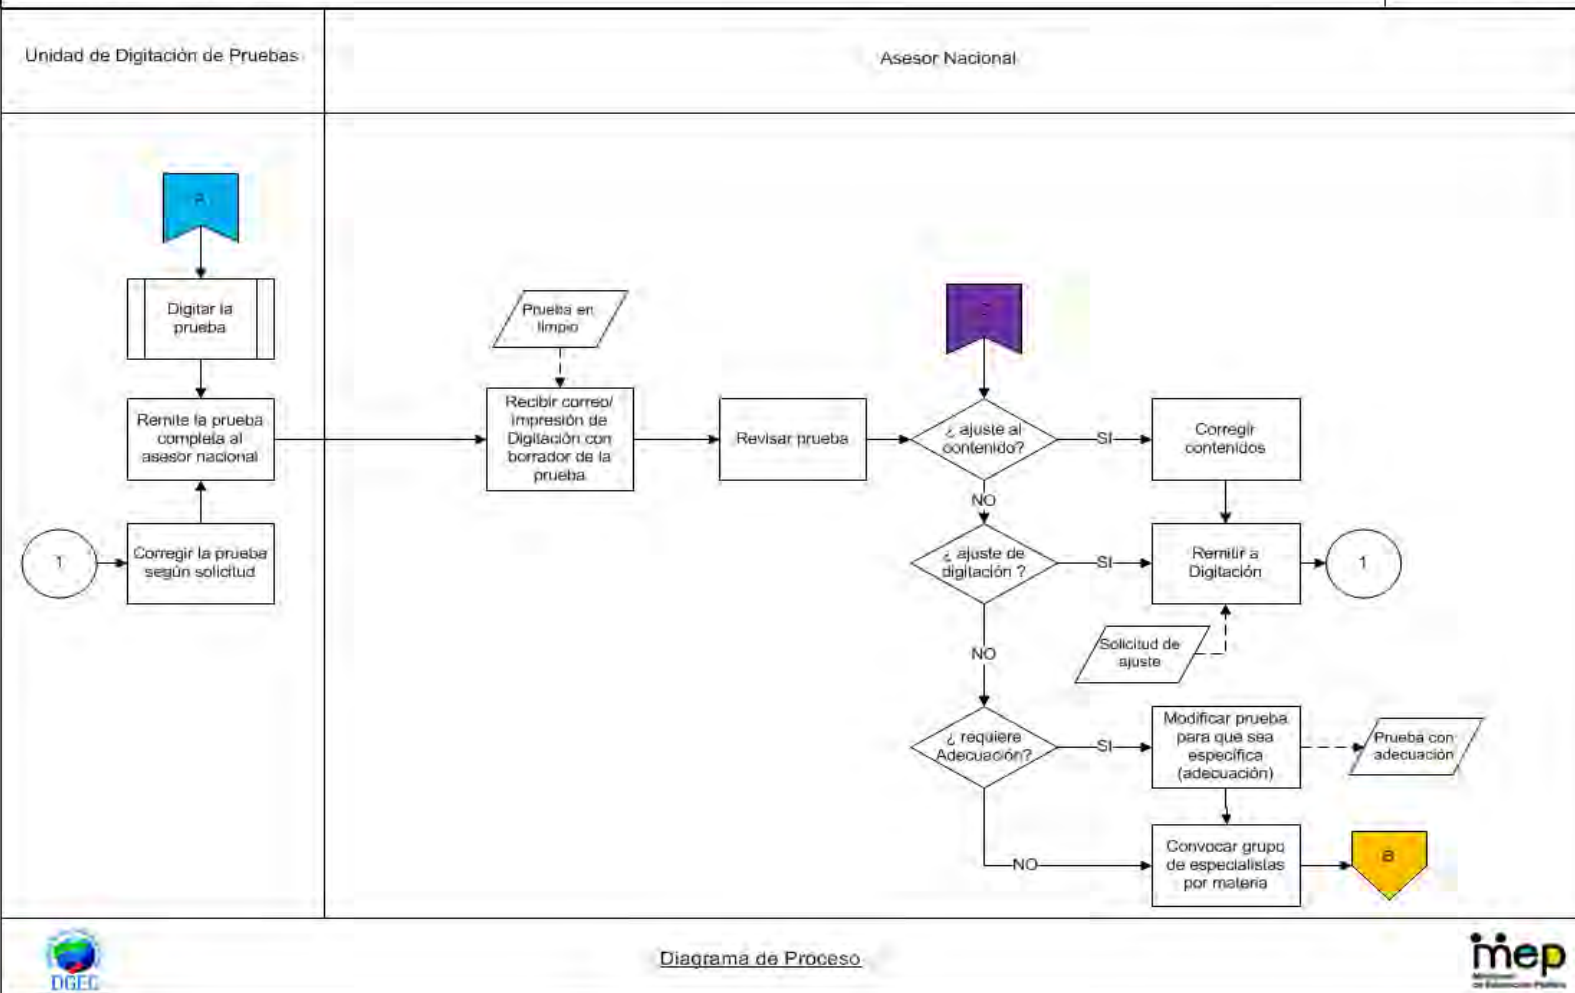 Unidad de Digitación de Pruebas
Asesor Nacional
Digitar la
prueba
Remite la prueba
completa al
asesor nacional
1
Corregir la prueba
según solicitud
Prueba en
limpio
Recibir correo/
impresión de
Digitación con
borrador de la
prueba
Revisar prueba
¿ ajuste al
contenido?
SI
Corregir
contenidos
NO
¿ ajuste de
digitación ?
SI
Remitir a
Digitación
1
Solicitud de
ajuste
NO
¿ requiere
Adecuación?
SI
Modificar prueba
para que sea
específica
(adecuación)
Prueba con
adecuación
NO
Convocar grupo
de especialistas
por materia
B
DGEC
Diagrama de Proceso
mep